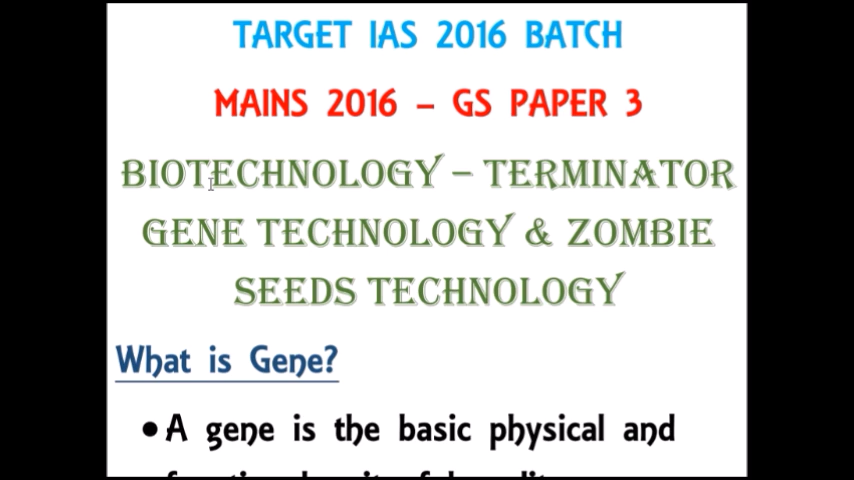 TARGET IAS 2016 BATCH
MAINS 2016 – GS PAPER 3
BIOTECHNOLOGY – TERMINATOR
GENE TECHNOLOGY & ZOMBIE
SEEDS TECHNOLOGY
What is Gene?
•A gene is the basic physical and